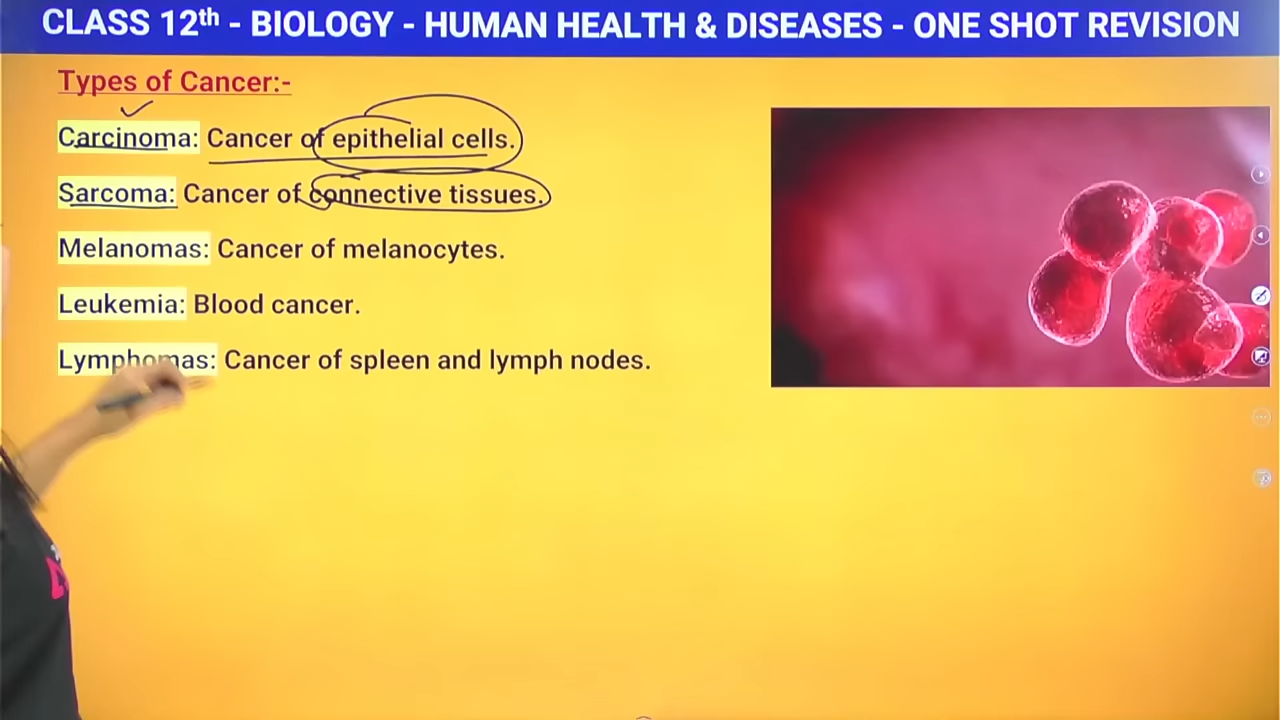 CLASS 12th - BIOLOGY - HUMAN HEALTH & DISEASES - ONE SHOT REVISION
Types of Cancer:-
Carcinoma: Cancer of epithelial cells.
Sarcoma: Cancer of connective tissues.
Melanomas: Cancer of melanocytes.
Leukemia: Blood cancer.
Lymphomas: Cancer of spleen and lymph nodes.